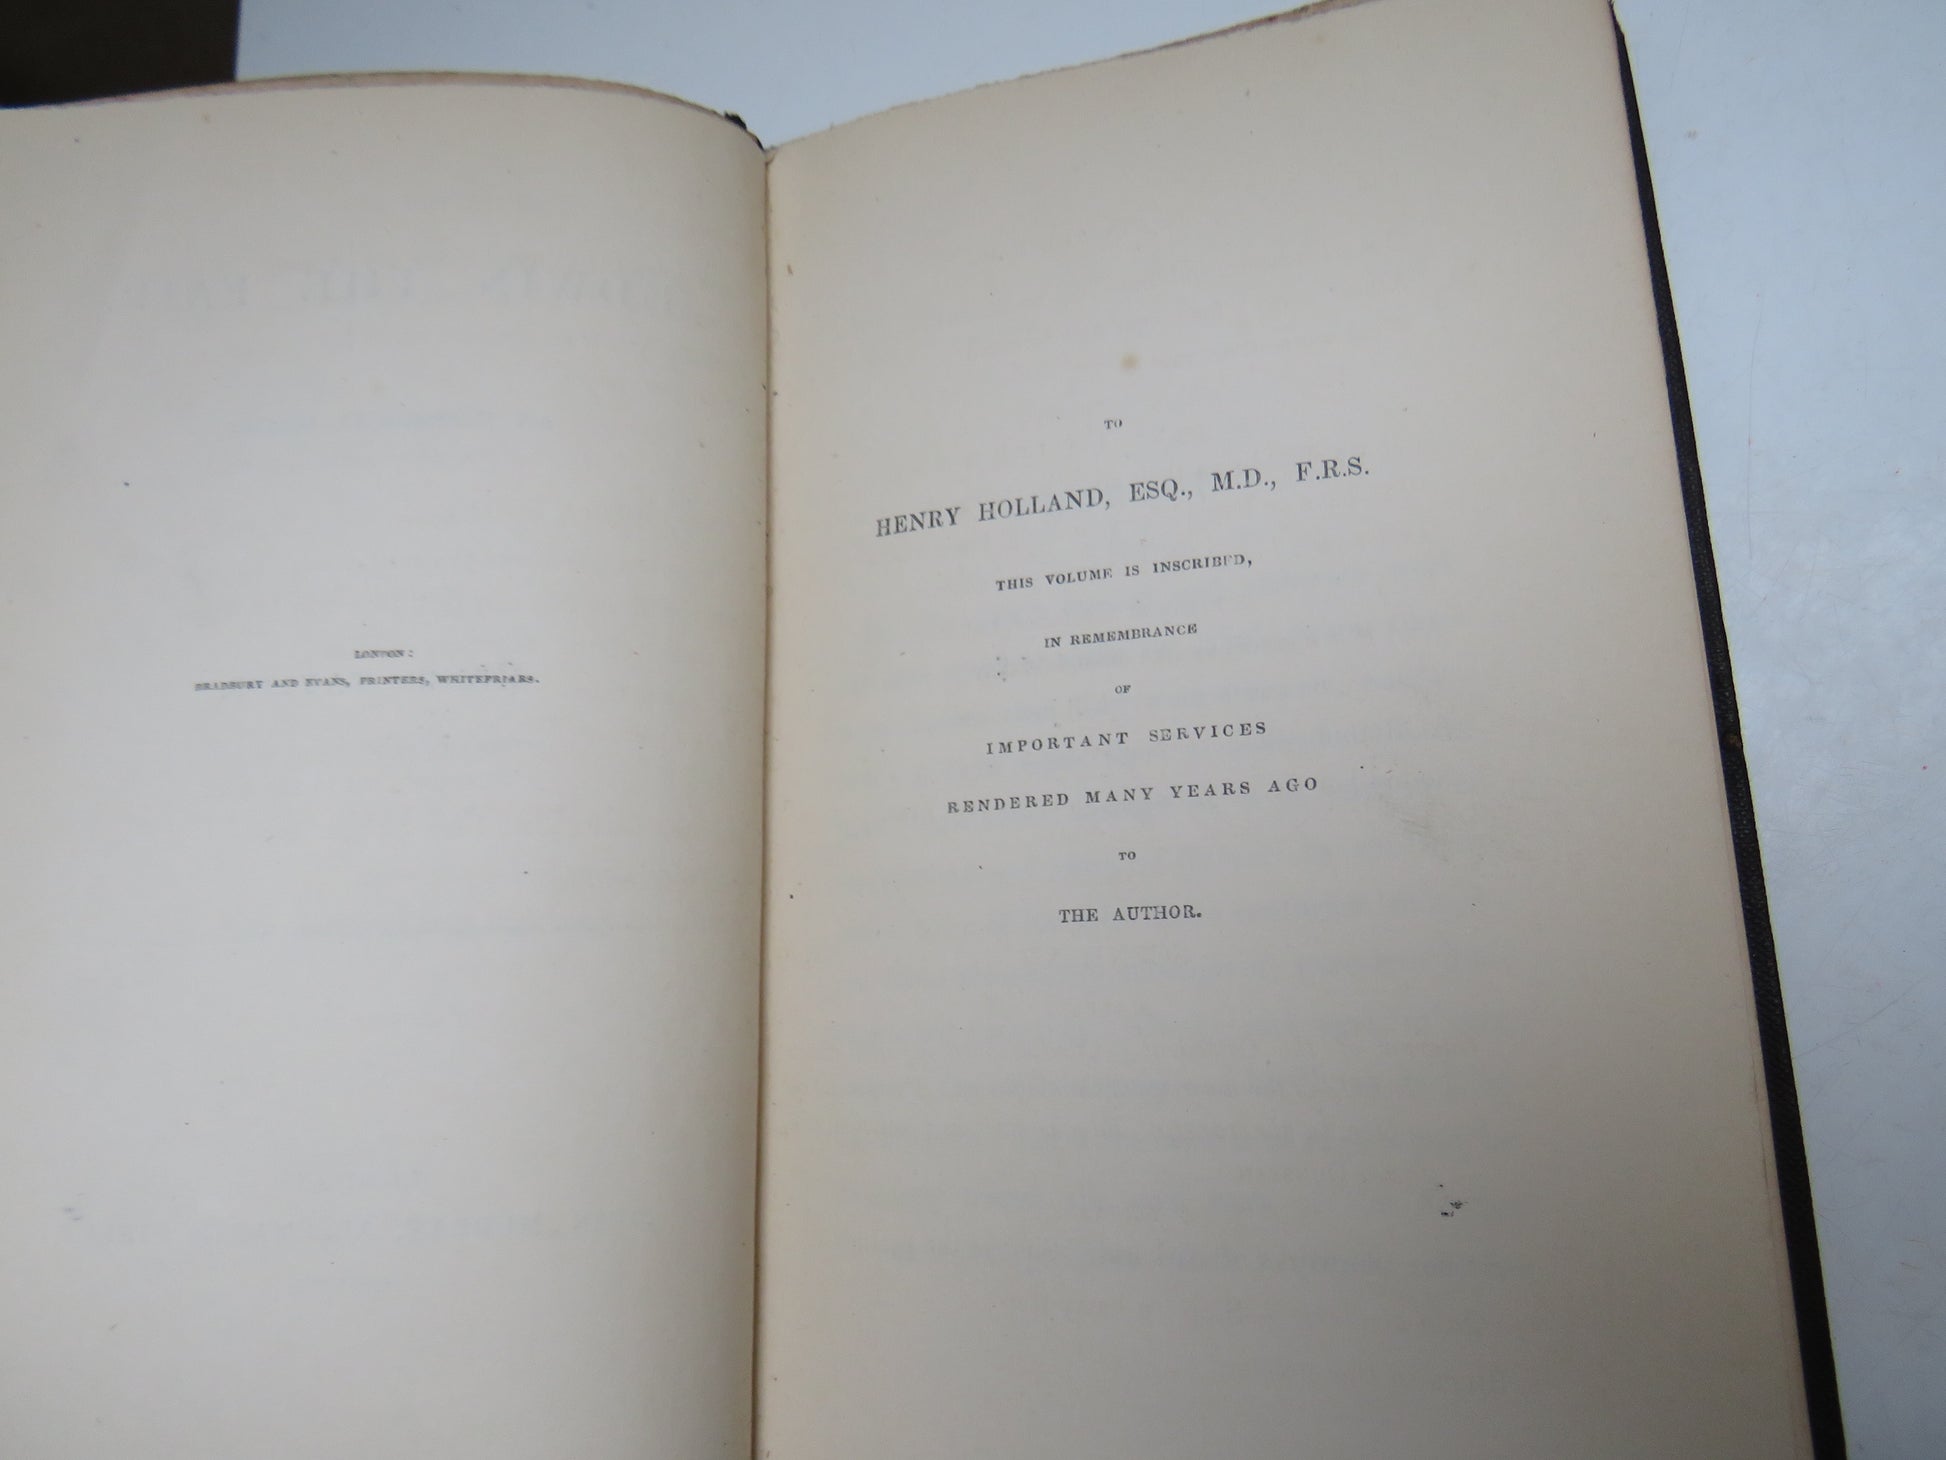 LONDON:
BRADBURY AND EVANS, PRINTERS, WHITEFRIARS.
TO
HENRY HOLLAND, ESQ., M.D., F.R.S.
THIS VOLUME IS INSCRIBED,
IN REMEMBRANCE
OF
IMPORTANT SERVICES
RENDERED MANY YEARS AGO
TO
THE AUTHOR.